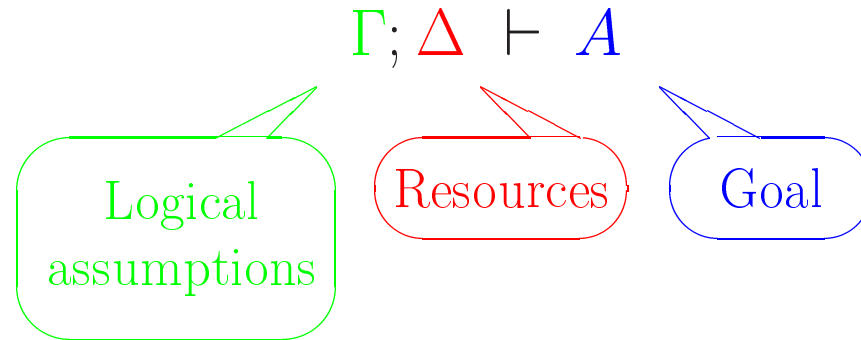 Γ; Δ ⊢ A
Logical
assumptions
Resources
Goal